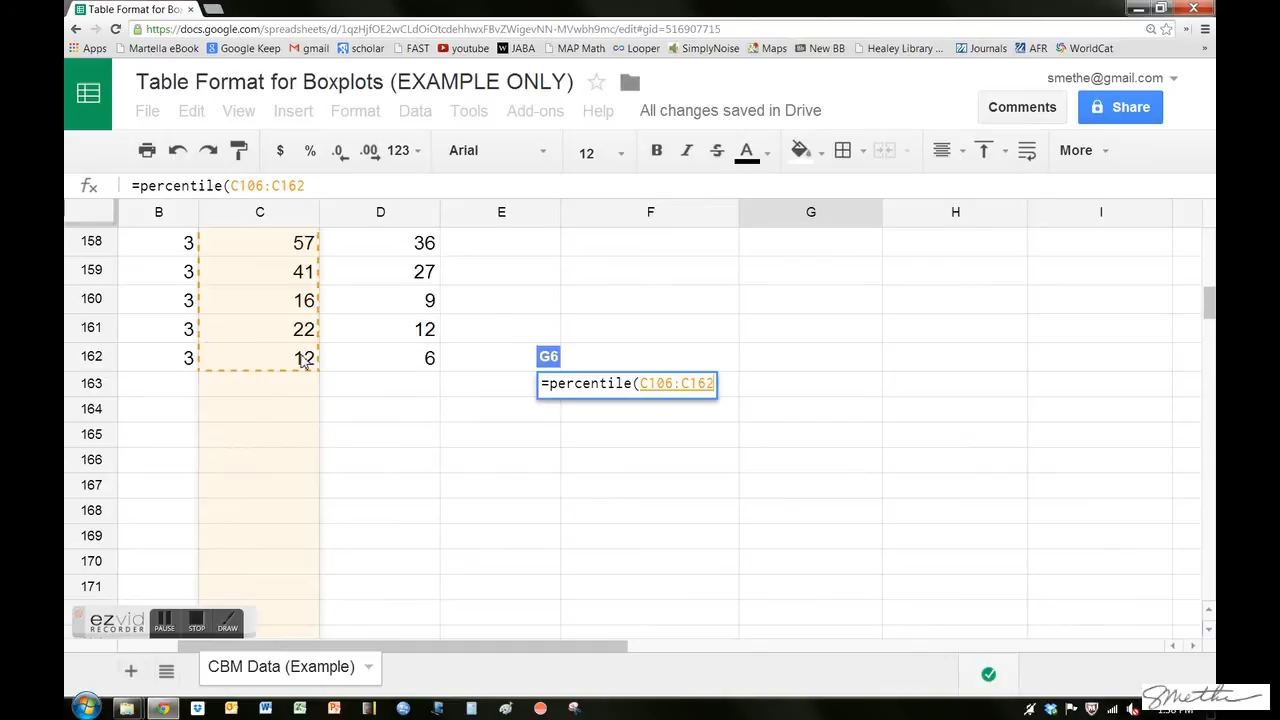 Table Format for Bo
https://docs.google.com/spreadsheets/d/1qzHjfOE2wCLdOiOtcdehbvxFBvZNigevNN-MVwbh9mc/edit#gid=516907715
Apps Martella eBook Google Keep gmail scholar FAST youtube JABA MAP Math Looper SimplyNoise Maps New BB Healey Library ... Journals AFR WorldCat »
Table Format for Boxplots (EXAMPLE ONLY)
smethe@gmail.com
File Edit View Insert Format Data Tools Add-ons Help All changes saved in Drive
Comments Share
$ % .0 .00 123 Arial 12 B I S A More
fx =percentile(C106:C162
B C D E F G H I
158 3 57 36
159 3 41 27
160 3 16 9
161 3 22 12
162 3 12 6 G6
163 =percentile(C106:C162
164
165
166
167
168
169
170
171
ezvid
RECORDER
PAUSE STOP DRAW
+ CBM Data (Example)
SMethe